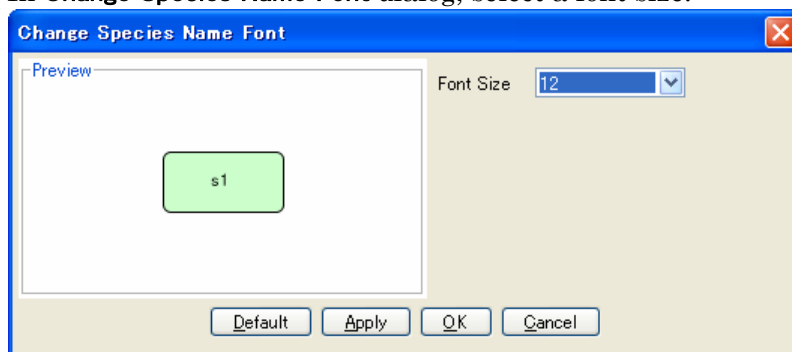 In Change Species Name Font dialog, select a font size.
Change Species Name Font
Preview
Font Size 12
s1
Default Apply OK Cancel